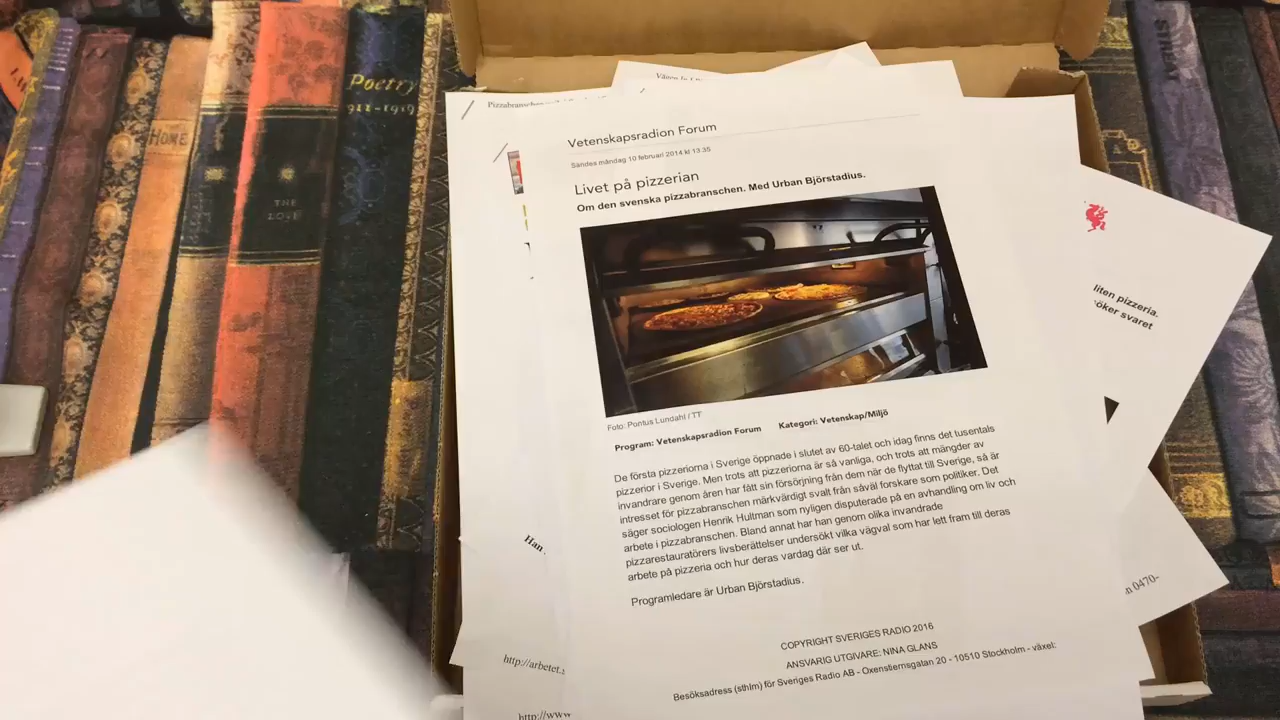 Poetry
911-1919
HOME
THE
LOVE
Pizzabranschen
Vetenskapsradion Forum
Sändes måndag 10 februari 2014 kl 13:35
Livet på pizzerian
Om den svenska pizzabranschen. Med Urban Björstadius.
Foto: Pontus Lundahl / TT
Program: Vetenskapsradion Forum Kategori: Vetenskap/Miljö
De första pizzeriorna i Sverige öppnade i slutet av 60-talet och idag finns det tusentals
pizzerior i Sverige. Men trots att pizzeriorna är så vanliga, och trots att mängder av
invandrare genom åren har fått sin försörjning från dem när de flyttat till Sverige, så är
intresset för pizzabranschen märkvärdigt svalt från såväl forskare som politiker. Det
säger sociologen Henrik Hultman som nyligen disputerade på en avhandling om liv och
arbete i pizzabranschen. Bland annat har han genom olika invandrade
pizzarestauratörers livsberättelser undersökt vilka vägval som har lett fram till deras
arbete på pizzeria och hur deras vardag där ser ut.
Programledare är Urban Björstadius.
COPYRIGHT SVERIGES RADIO 2016
ANSVARIG UTGIVARE: NINA GLANS
Besöksadress (sthlm) för Sveriges Radio AB - Oxenstiernsgatan 20 - 10510 Stockholm - växel:
liten pizzeria.
öker svaret
n 0470-
Han
http://arbetet.s
http://www